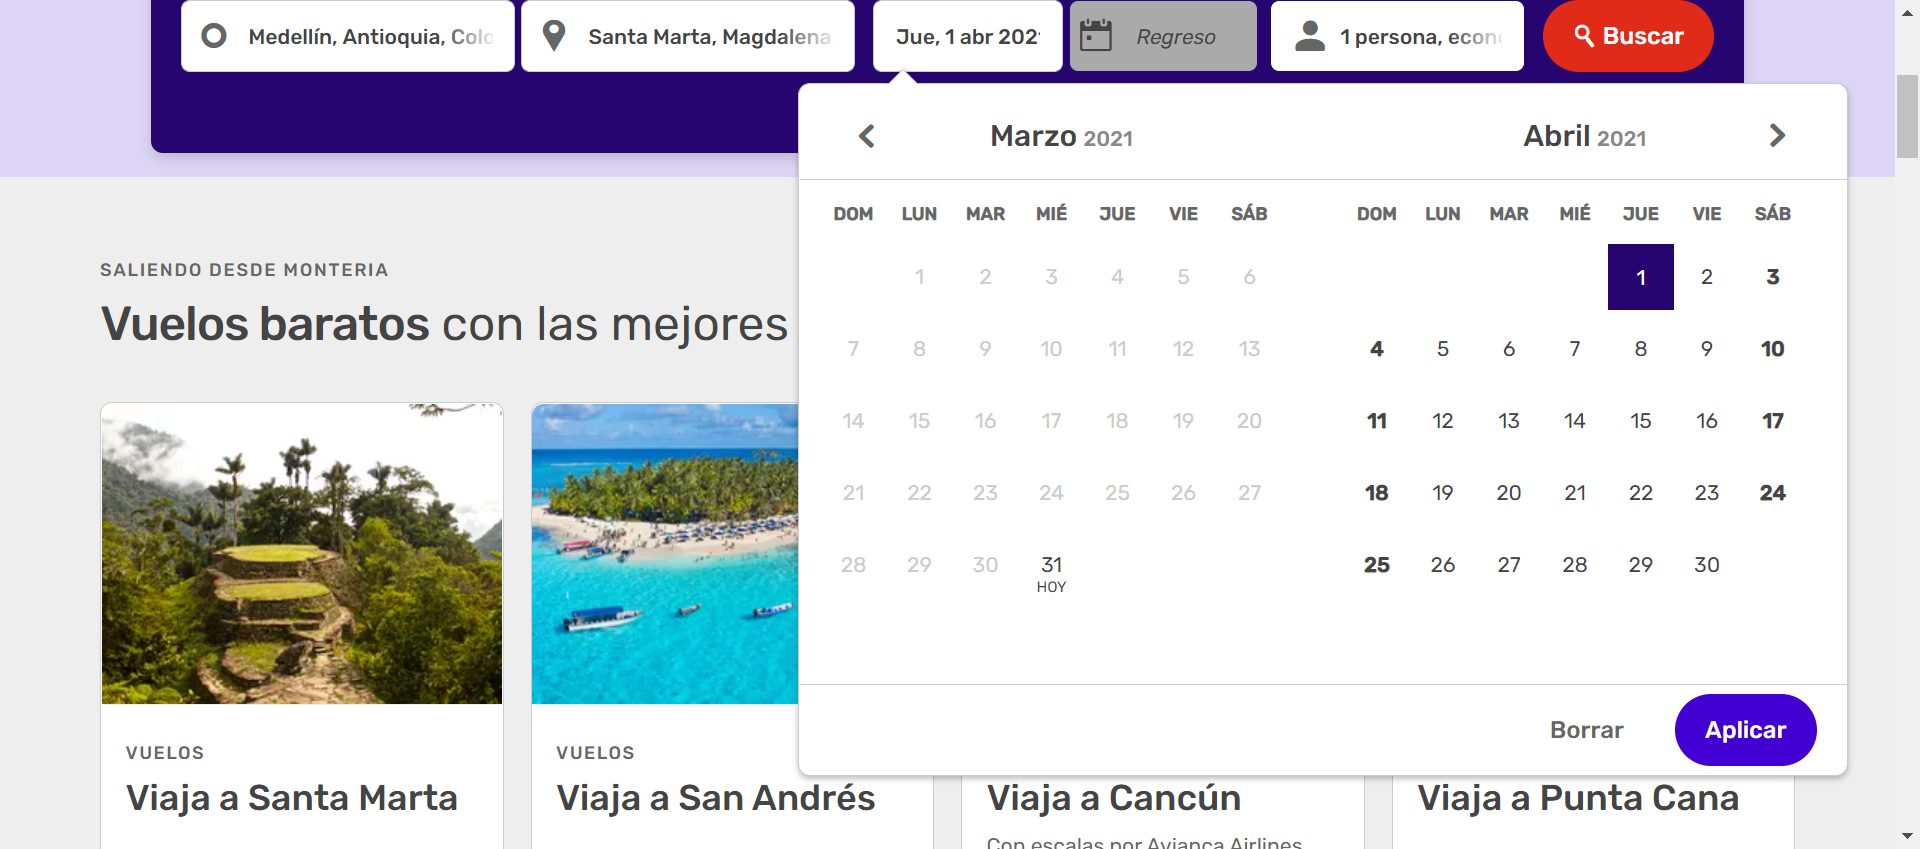 Medellín, Antioquia, Colo
Santa Marta, Magdalena
Jue, 1 abr 202
Regreso
1 persona, econ
Buscar
Marzo 2021
Abril 2021
DOM LUN MAR MIÉ JUE VIE SÁB
1 2 3 4 5 6
7 8 9 10 11 12 13
14 15 16 17 18 19 20
21 22 23 24 25 26 27
28 29 30 31
HOY
DOM LUN MAR MIÉ JUE VIE SÁB
1 2 3
4 5 6 7 8 9 10
11 12 13 14 15 16 17
18 19 20 21 22 23 24
25 26 27 28 29 30
Borrar
Aplicar
SALIENDO DESDE MONTERIA
Vuelos baratos con las mejores
VUELOS
Viaja a Santa Marta
VUELOS
Viaja a San Andrés
Viaja a Cancún
Con escalas por Avianca Airlines
Viaja a Punta Cana